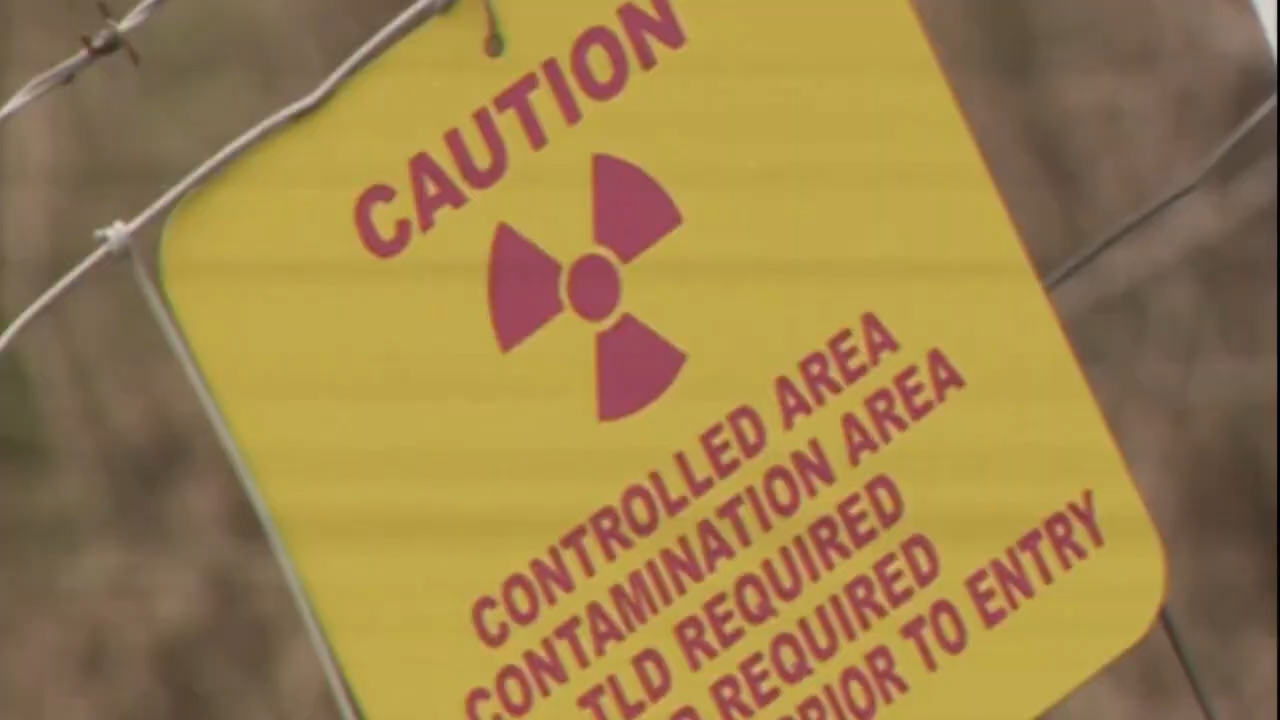 CAUTION
CONTROLLED AREA
CONTAMINATION AREA
TLD REQUIRED
REQUIRED
PRIOR TO ENTRY